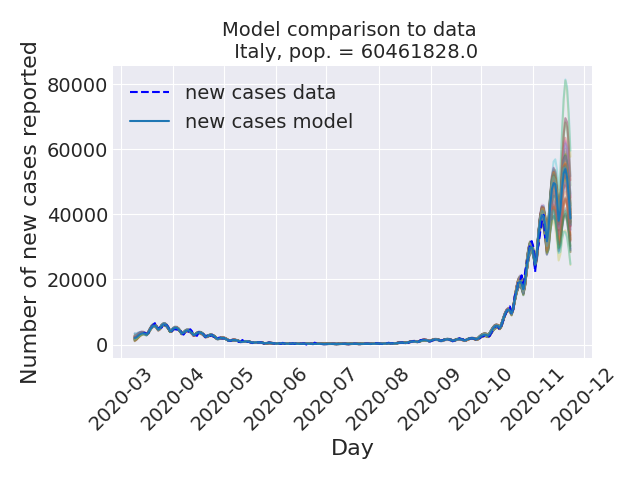 Model comparison to data
Italy, pop. = 60461828.0
Number of new cases reported
80000
60000
40000
20000
0
new cases data
new cases model
2020-03
2020-04
2020-05
2020-06
2020-07
2020-08
2020-09
2020-10
2020-11
2020-12
Day